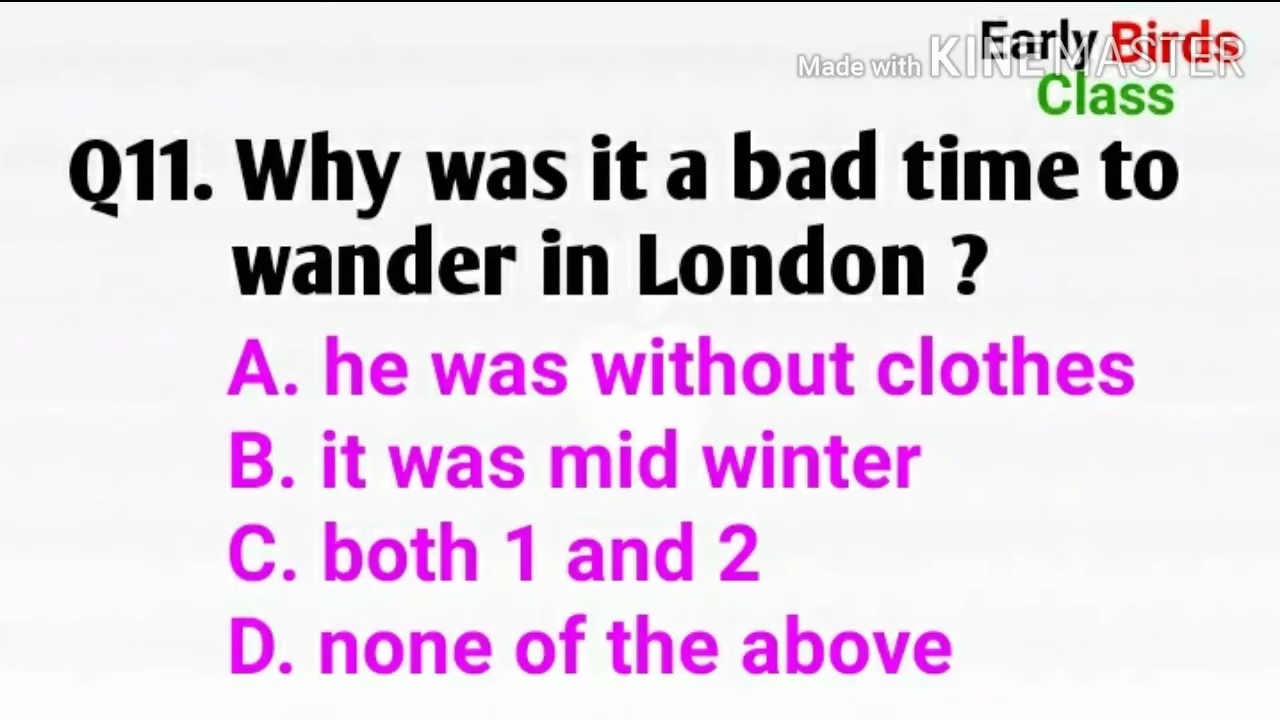 Early Birds
Made with KINEMASTER
Class
Q11. Why was it a bad time to
wander in London ?
A. he was without clothes
B. it was mid winter
C. both 1 and 2
D. none of the above